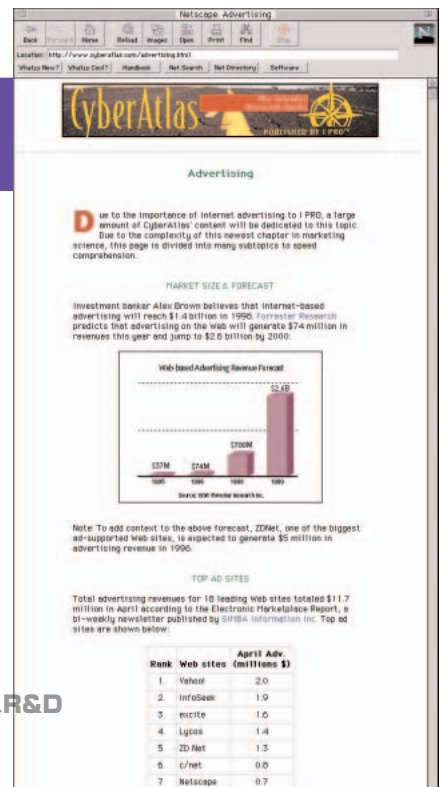 Netscape: Advertising
Back Forward Home Reload Images Open Print Find Stop
Location: http://www.cyberatlas.com/advertising.html
What's New? What's Cool? Handbook Net Search Net Directory Software
CyberAtlas
PUBLISHED BY I PRO™
Advertising
Due to the importance of Internet advertising to I PRO, a large
amount of CyberAtlas' content will be dedicated to this topic.
Due to the complexity of this newest chapter in marketing
science, this page is divided into many subtopics to speed
comprehension.
MARKET SIZE & FORECAST
Investment banker Alex Brown believes that Internet-based
advertising will reach $1.4 billion in 1998. Forrester Research
predicts that advertising on the Web will generate $74 million in
revenues this year and jump to $2.6 billion by 2000:
Web-based Advertising Revenue Forecast
$2.6B
$700M
$37M $74M
1995 1996 1998
Source: 1996 Forrester Research Inc.
Note: To add context to the above forecast, ZDNet, one of the biggest
ad-supported Web sites, is expected to generate $5 million in
advertising revenue in 1996.
TOP AD SITES
Total advertising revenues for 18 leading Web sites totaled $11.7
million in April according to the Electronic Marketplace Report, a
bi-weekly newsletter published by SIMBA Information Inc. Top ad
sites are shown below:
April Adv.
Rank Web sites (millions $)
1. Yahoo! 2.0
2. InfoSeek 1.9
3. excite 1.6
4. Lycos 1.4
5. ZD Net 1.3
6. c/net 0.8
7. Netscape 0.7
R&D